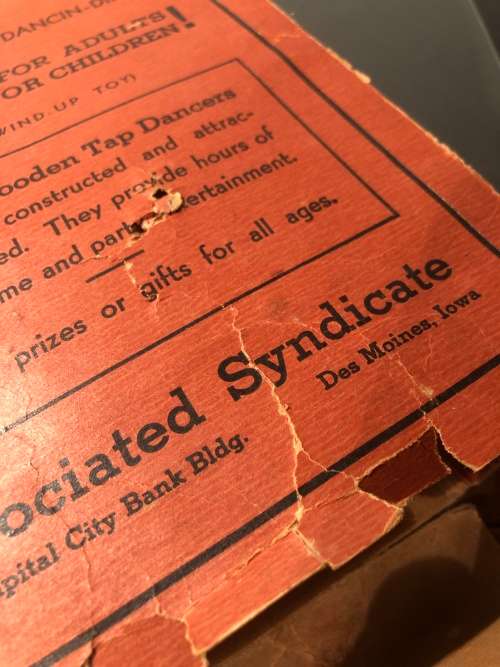 DANCIN-D
FOR ADULTS
OR CHILDREN!
WIND-UP TOY)
ooden Tap Dancers
constructed and attrac-
ed. They provide hours of
me and par ertainment.
prizes or gifts for all ages.
ociated Syndicate
pital City Bank Bldg. Des Moines, Iowa